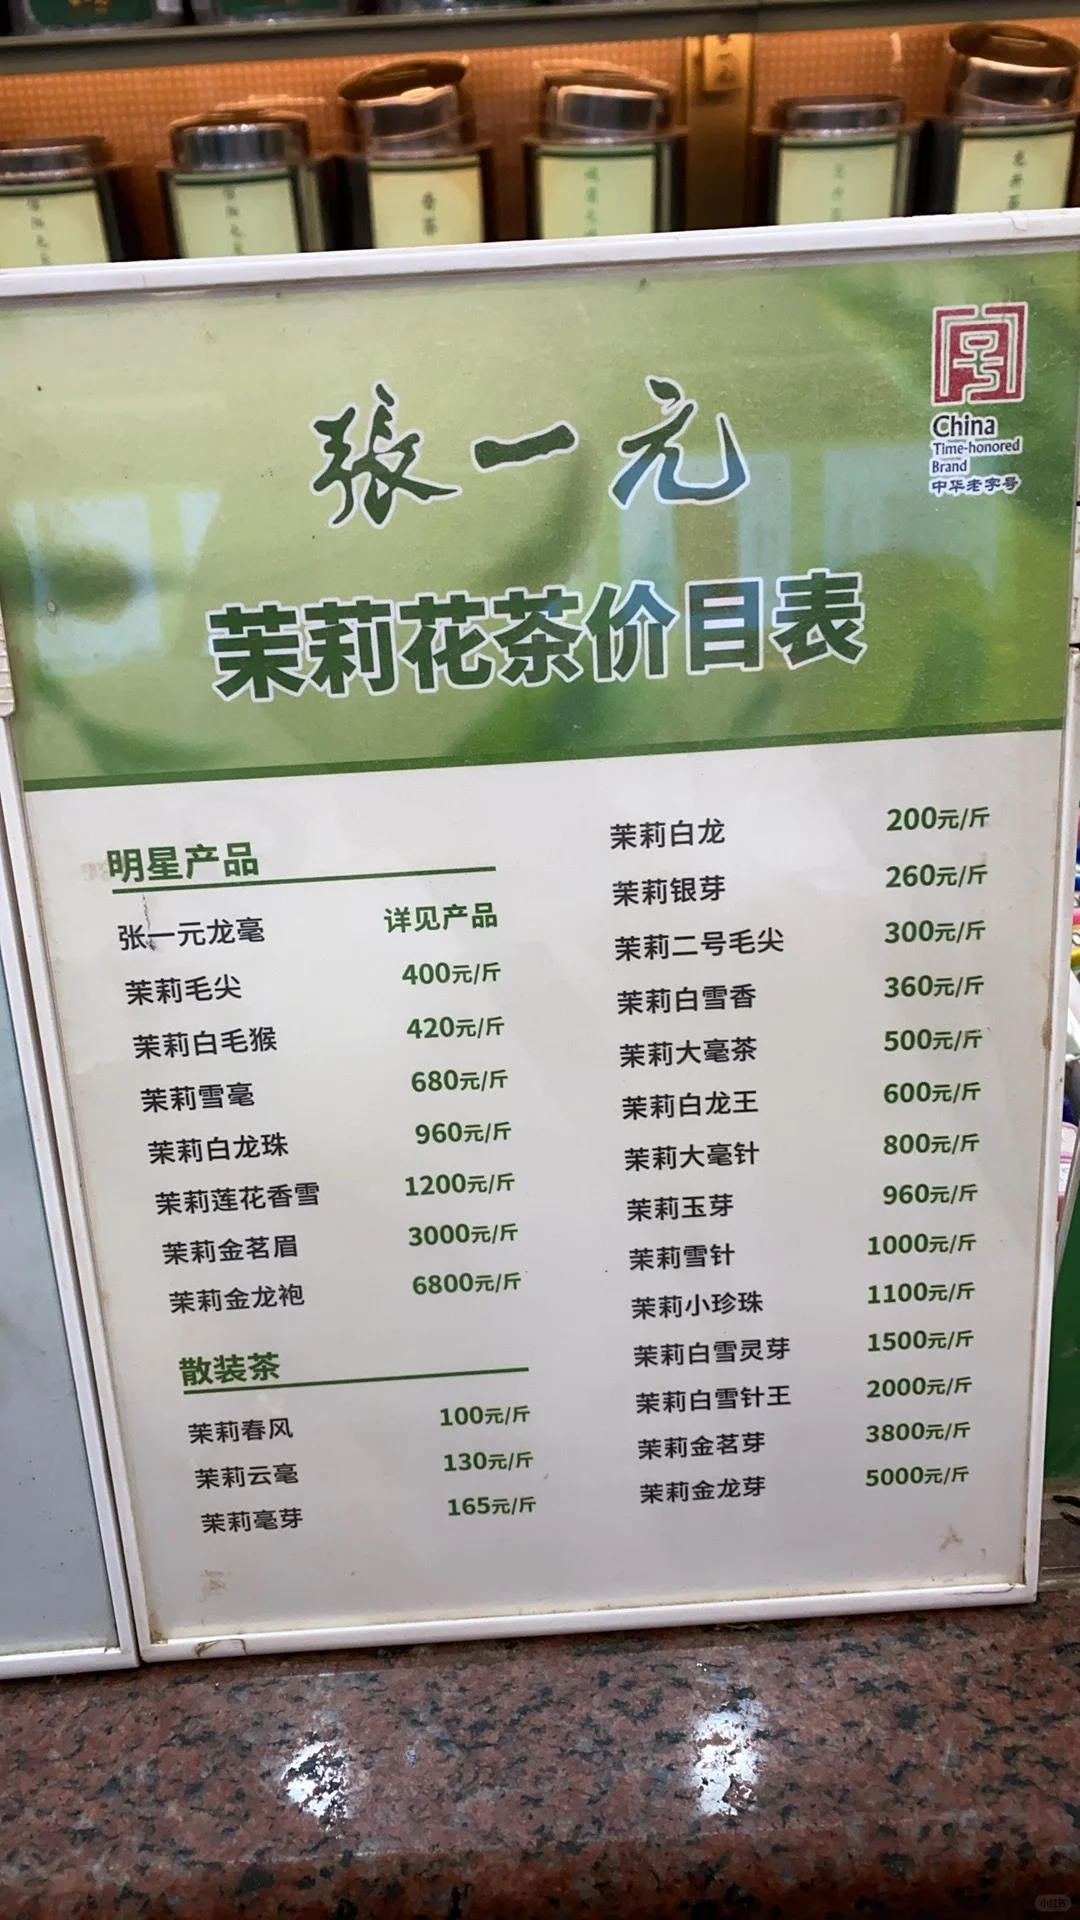 张一元
China
Time-honored
Brand
中华老字号
茉莉花茶价目表
明星产品
张一元龙毫 详见产品
茉莉毛尖 400元/斤
茉莉白毛猴 420元/斤
茉莉雪毫 680元/斤
茉莉白龙珠 960元/斤
茉莉莲花香雪 1200元/斤
茉莉金茗眉 3000元/斤
茉莉金龙袍 6800元/斤
散装茶
茉莉春风 100元/斤
茉莉云毫 130元/斤
茉莉毫芽 165元/斤
茉莉白龙 200元/斤
茉莉银芽 260元/斤
茉莉二号毛尖 300元/斤
茉莉白雪香 360元/斤
茉莉大毫茶 500元/斤
茉莉白龙王 600元/斤
茉莉大毫针 800元/斤
茉莉玉芽 960元/斤
茉莉雪针 1000元/斤
茉莉小珍珠 1100元/斤
茉莉白雪灵芽 1500元/斤
茉莉白雪针王 2000元/斤
茉莉金茗芽 3800元/斤
茉莉金龙芽 5000元/斤
小红书